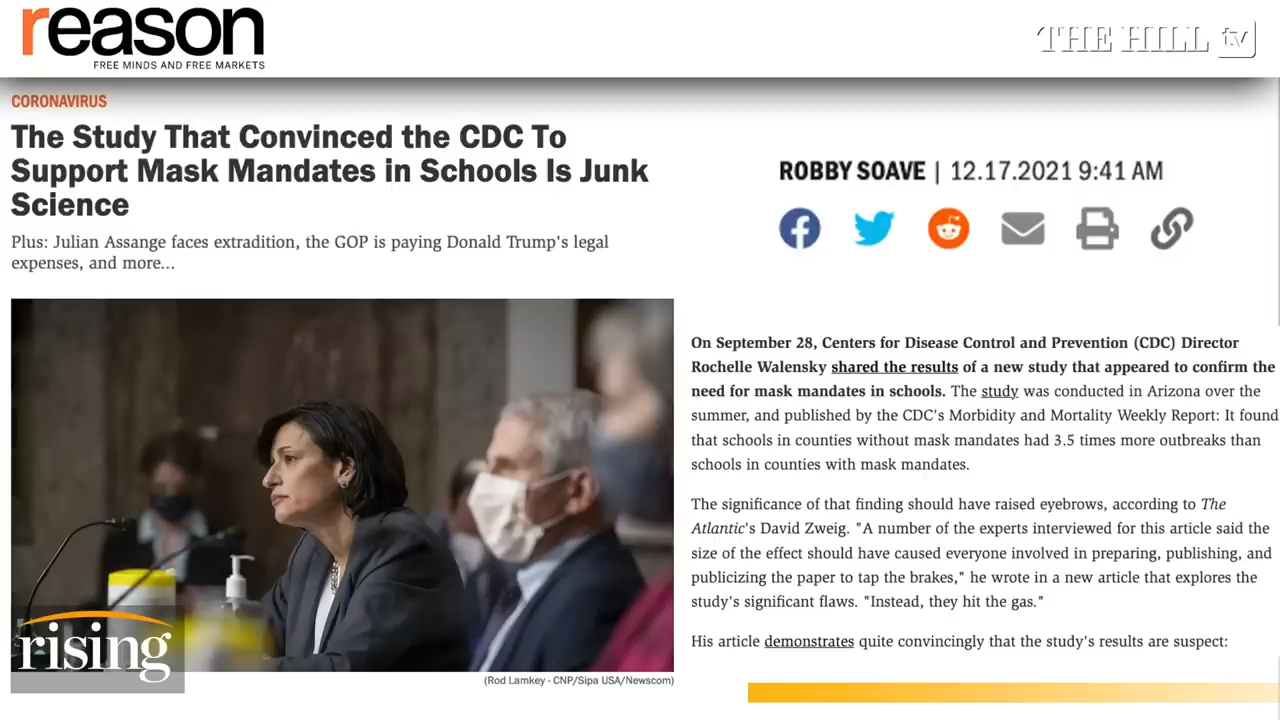 reason
FREE MINDS AND FREE MARKETS
THE HILL tv
CORONAVIRUS
The Study That Convinced the CDC To
Support Mask Mandates in Schools Is Junk
Science
Plus: Julian Assange faces extradition, the GOP is paying Donald Trump's legal
expenses, and more...
ROBBY SOAVE | 12.17.2021 9:41 AM
On September 28, Centers for Disease Control and Prevention (CDC) Director
Rochelle Walensky shared the results of a new study that appeared to confirm the
need for mask mandates in schools. The study was conducted in Arizona over the
summer, and published by the CDC's Morbidity and Mortality Weekly Report: It found
that schools in counties without mask mandates had 3.5 times more outbreaks than
schools in counties with mask mandates.
The significance of that finding should have raised eyebrows, according to The
Atlantic's David Zweig. "A number of the experts interviewed for this article said the
size of the effect should have caused everyone involved in preparing, publishing, and
publicizing the paper to tap the brakes," he wrote in a new article that explores the
study's significant flaws. "Instead, they hit the gas."
His article demonstrates quite convincingly that the study's results are suspect:
rising
(Rod Lamkey - CNP/Sipa USA/Newscom)